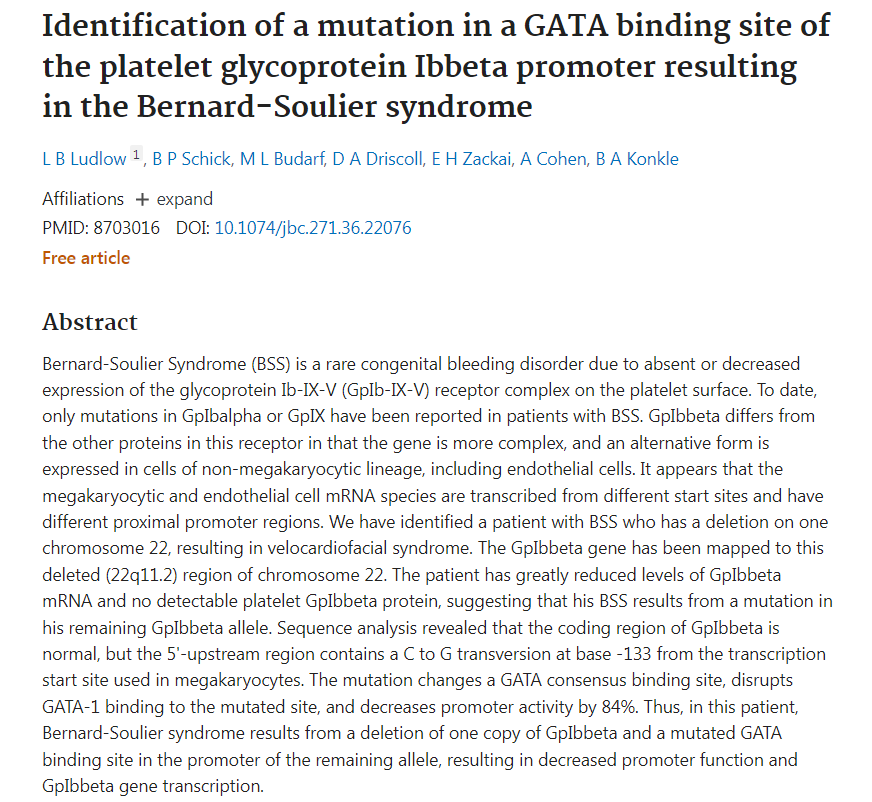 Identification of a mutation in a GATA binding site of
the platelet glycoprotein Ibbeta promoter resulting
in the Bernard-Soulier syndrome
L B Ludlow 1, B P Schick, M L Budarf, D A Driscoll, E H Zackai, A Cohen, B A Konkle
Affiliations + expand
PMID: 8703016 DOI: 10.1074/jbc.271.36.22076
Free article
Abstract
Bernard-Soulier Syndrome (BSS) is a rare congenital bleeding disorder due to absent or decreased
expression of the glycoprotein Ib-IX-V (GpIb-IX-V) receptor complex on the platelet surface. To date,
only mutations in GpIbalpha or GpIX have been reported in patients with BSS. GpIbbeta differs from
the other proteins in this receptor in that the gene is more complex, and an alternative form is
expressed in cells of non-megakaryocytic lineage, including endothelial cells. It appears that the
megakaryocytic and endothelial cell mRNA species are transcribed from different start sites and have
different proximal promoter regions. We have identified a patient with BSS who has a deletion on one
chromosome 22, resulting in velocardiofacial syndrome. The GpIbbeta gene has been mapped to this
deleted (22q11.2) region of chromosome 22. The patient has greatly reduced levels of GpIbbeta
mRNA and no detectable platelet GpIbbeta protein, suggesting that his BSS results from a mutation in
his remaining GpIbbeta allele. Sequence analysis revealed that the coding region of GpIbbeta is
normal, but the 5'-upstream region contains a C to G transversion at base -133 from the transcription
start site used in megakaryocytes. The mutation changes a GATA consensus binding site, disrupts
GATA-1 binding to the mutated site, and decreases promoter activity by 84%. Thus, in this patient,
Bernard-Soulier syndrome results from a deletion of one copy of GpIbbeta and a mutated GATA
binding site in the promoter of the remaining allele, resulting in decreased promoter function and
GpIbbeta gene transcription.